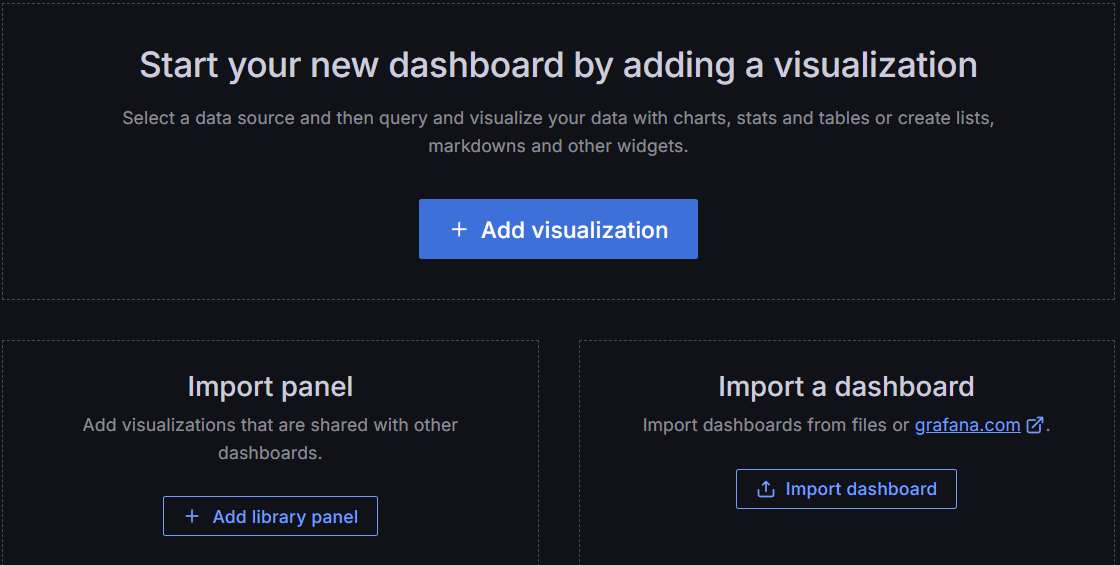 Start your new dashboard by adding a visualization
Select a data source and then query and visualize your data with charts, stats and tables or create lists,
markdowns and other widgets.
+ Add visualization
Import panel
Add visualizations that are shared with other
dashboards.
+ Add library panel
Import a dashboard
Import dashboards from files or grafana.com.
Import dashboard